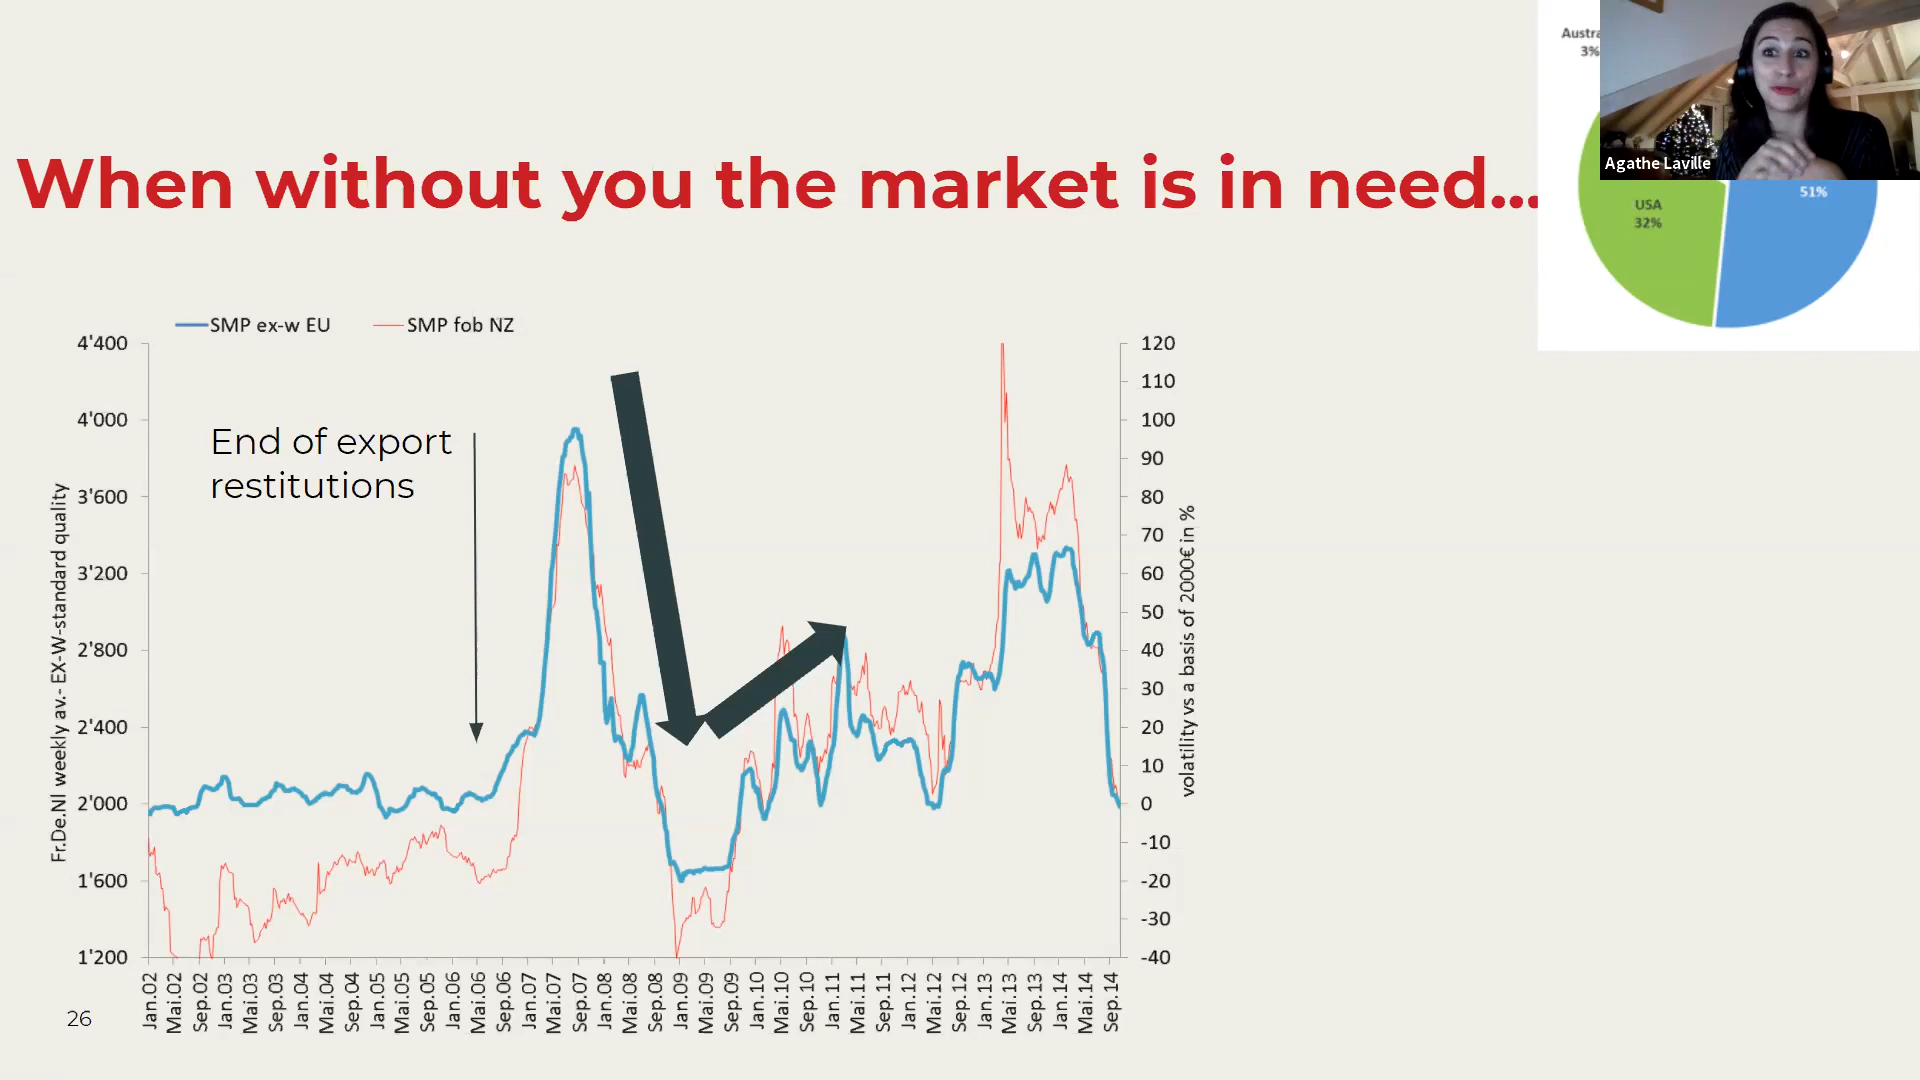 Austra
3%
Agathe Laville
When without you the market is in need...
51%
USA
32%
SMP ex-w EU
SMP fob NZ
4'400
4'000
3'600
3'200
2'800
2'400
2'000
1'600
1'200
Fr.De.Nl weekly av.- EX-W-standard quality
End of export
restitutions
120
110
100
90
80
70
60
50
40
30
20
10
0
-10
-20
-30
-40
volatility vs a basis of 2000€ in %
Jan.02
Mai.02
Sep.02
Jan.03
Mai.03
Sep.03
Jan.04
Mai.04
Sep.04
Jan.05
Mai.05
Sep.05
Jan.06
Mai.06
Sep.06
Jan.07
Mai.07
Sep.07
Jan.08
Mai.08
Sep.08
Jan.09
Mai.09
Sep.09
Jan.10
Mai.10
Sep.10
Jan.11
Mai.11
Sep.11
Jan.12
Mai.12
Sep.12
Jan.13
Mai.13
Sep.13
Jan.14
Mai.14
Sep.14
26